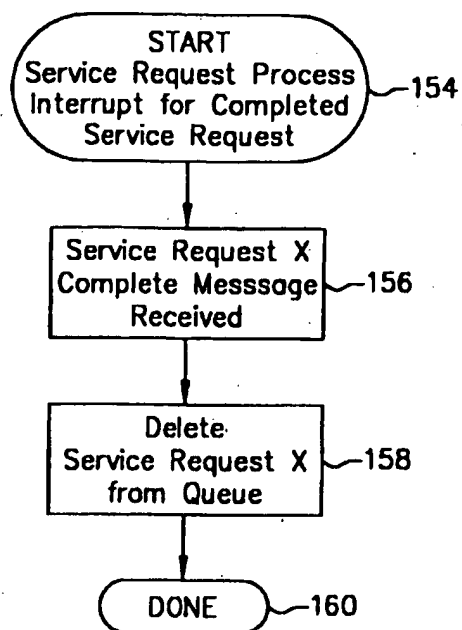 START
Service Request Process
Interrupt for Completed
Service Request
154
Service Request X
Complete Messsage
Received
156
Delete
Service Request X
from Queue
158
DONE
160